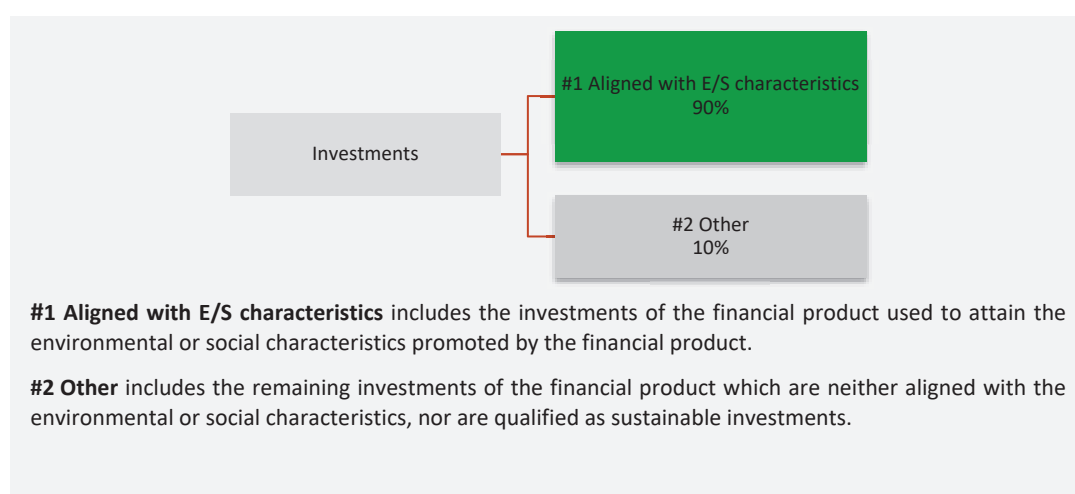 #1 Aligned with E/S characteristics
90%
Investments
#2 Other
10%
#1 Aligned with E/S characteristics includes the investments of the financial product used to attain the
environmental or social characteristics promoted by the financial product.
#2 Other includes the remaining investments of the financial product which are neither aligned with the
environmental or social characteristics, nor are qualified as sustainable investments.